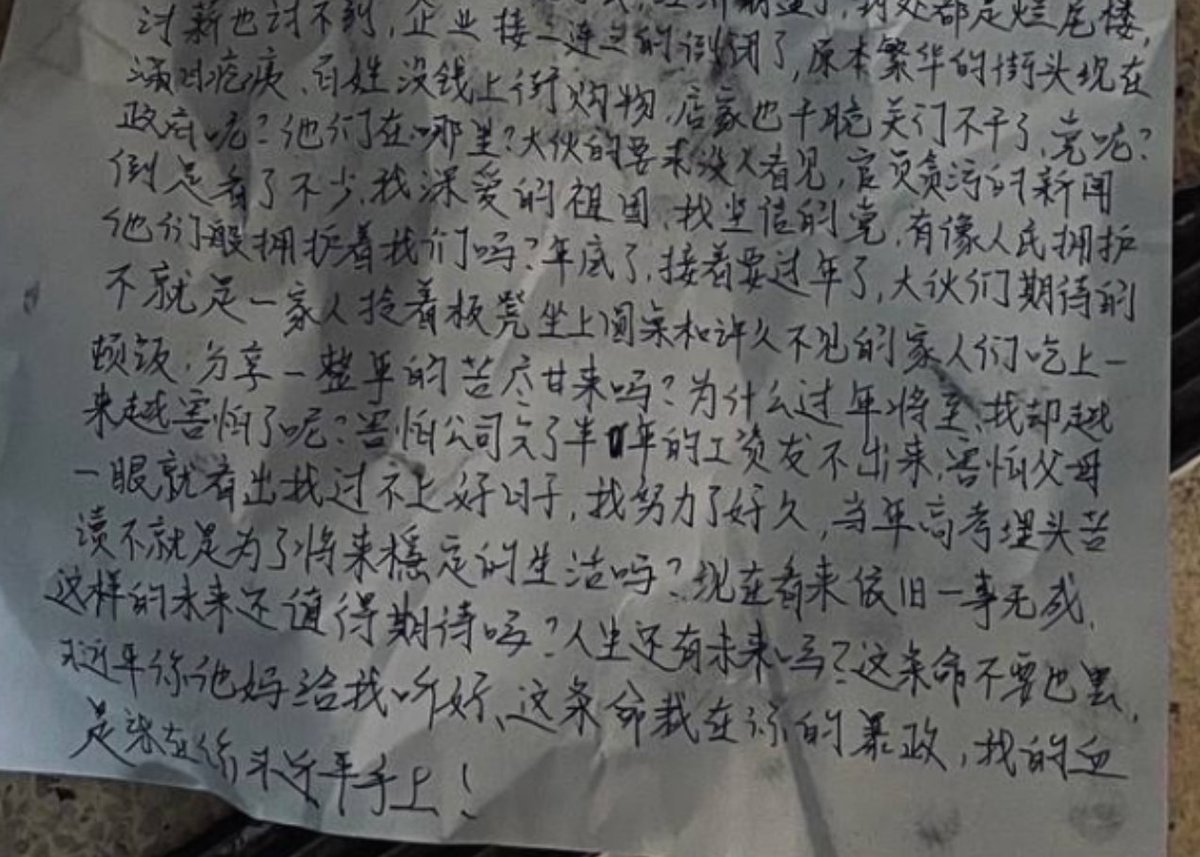 到处都是烂尾楼，
讨薪也讨不到，企业接二连三的倒闭了，原本繁华的街头现在
满目疮痍、百姓没钱上街购物，店家也干脆关门不干了，党呢？
政府呢？他们在哪里？大伙的要求没人看见，官员贪污的新闻
倒是看了不少，我深爱的祖国，我坚信的党，有像人民拥护
他们般拥护着我们吗？年底了，接着要过年了，大伙们期待的
不就是一家人拎着板凳坐上圆桌和许久不见的家人们吃上一
顿饭，分享一整年的苦尽甘来吗？为什么过年将至，我却越
来越害怕了呢？害怕公司欠了半年的工资发不出来，害怕父母
一眼就看出我过不上好日子，我努力了好久，当年高考埋头苦
读不就是为了将来穩定的生活吗？现在看来依旧一事无成，
这样的未来还值得期待吗？人生还有未来吗？这条命不要也罢，
习近平你他妈给我听好、这条命栽在你的暴政，我的血
是染在你习近平手上！